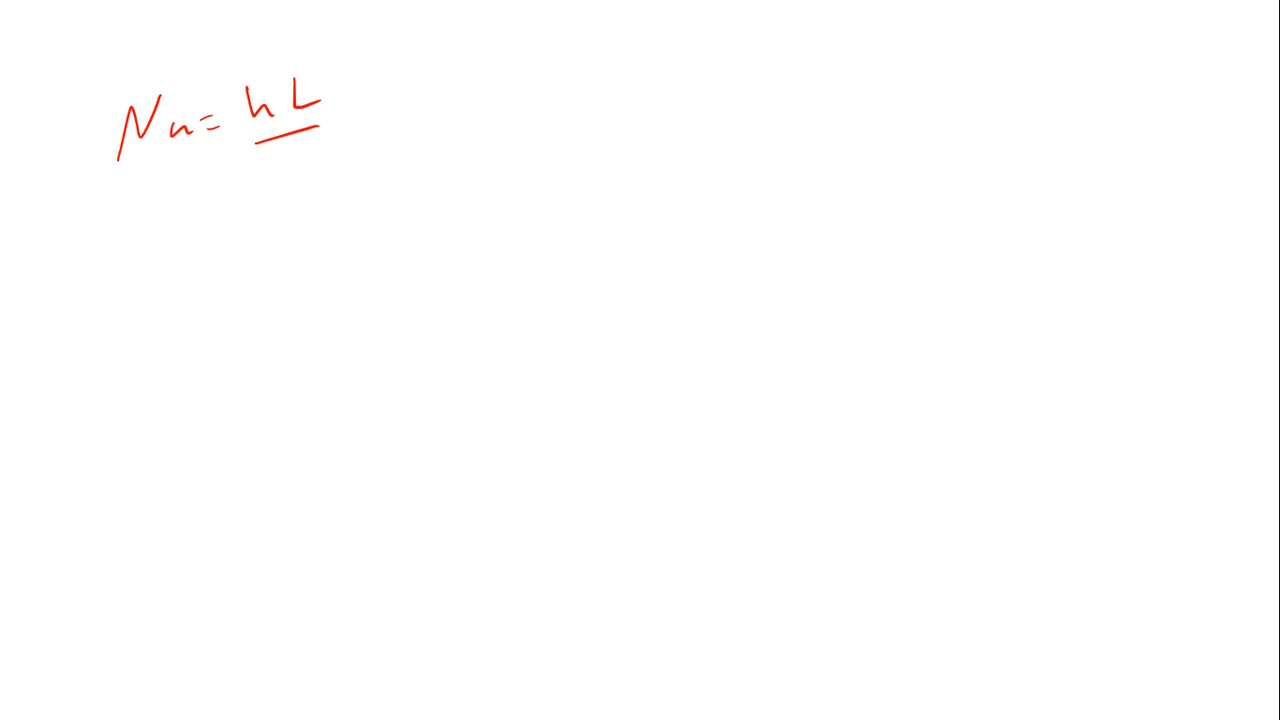 Nu = hL